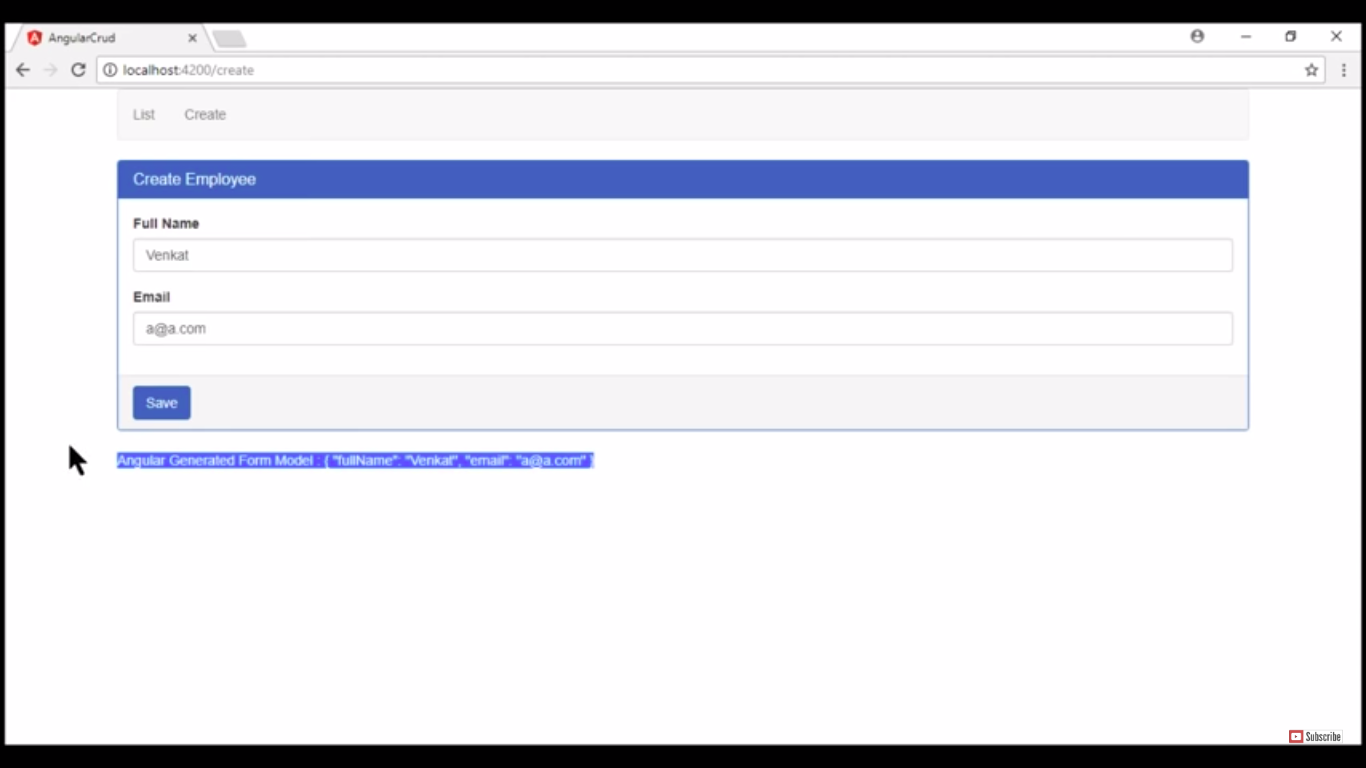 AngularCrud
localhost:4200/create
List Create
Create Employee
Full Name
Venkat
Email
a@a.com
Save
Angular Generated Form Model : { "fullName": "Venkat", "email": "a@a.com" }
Subscribe